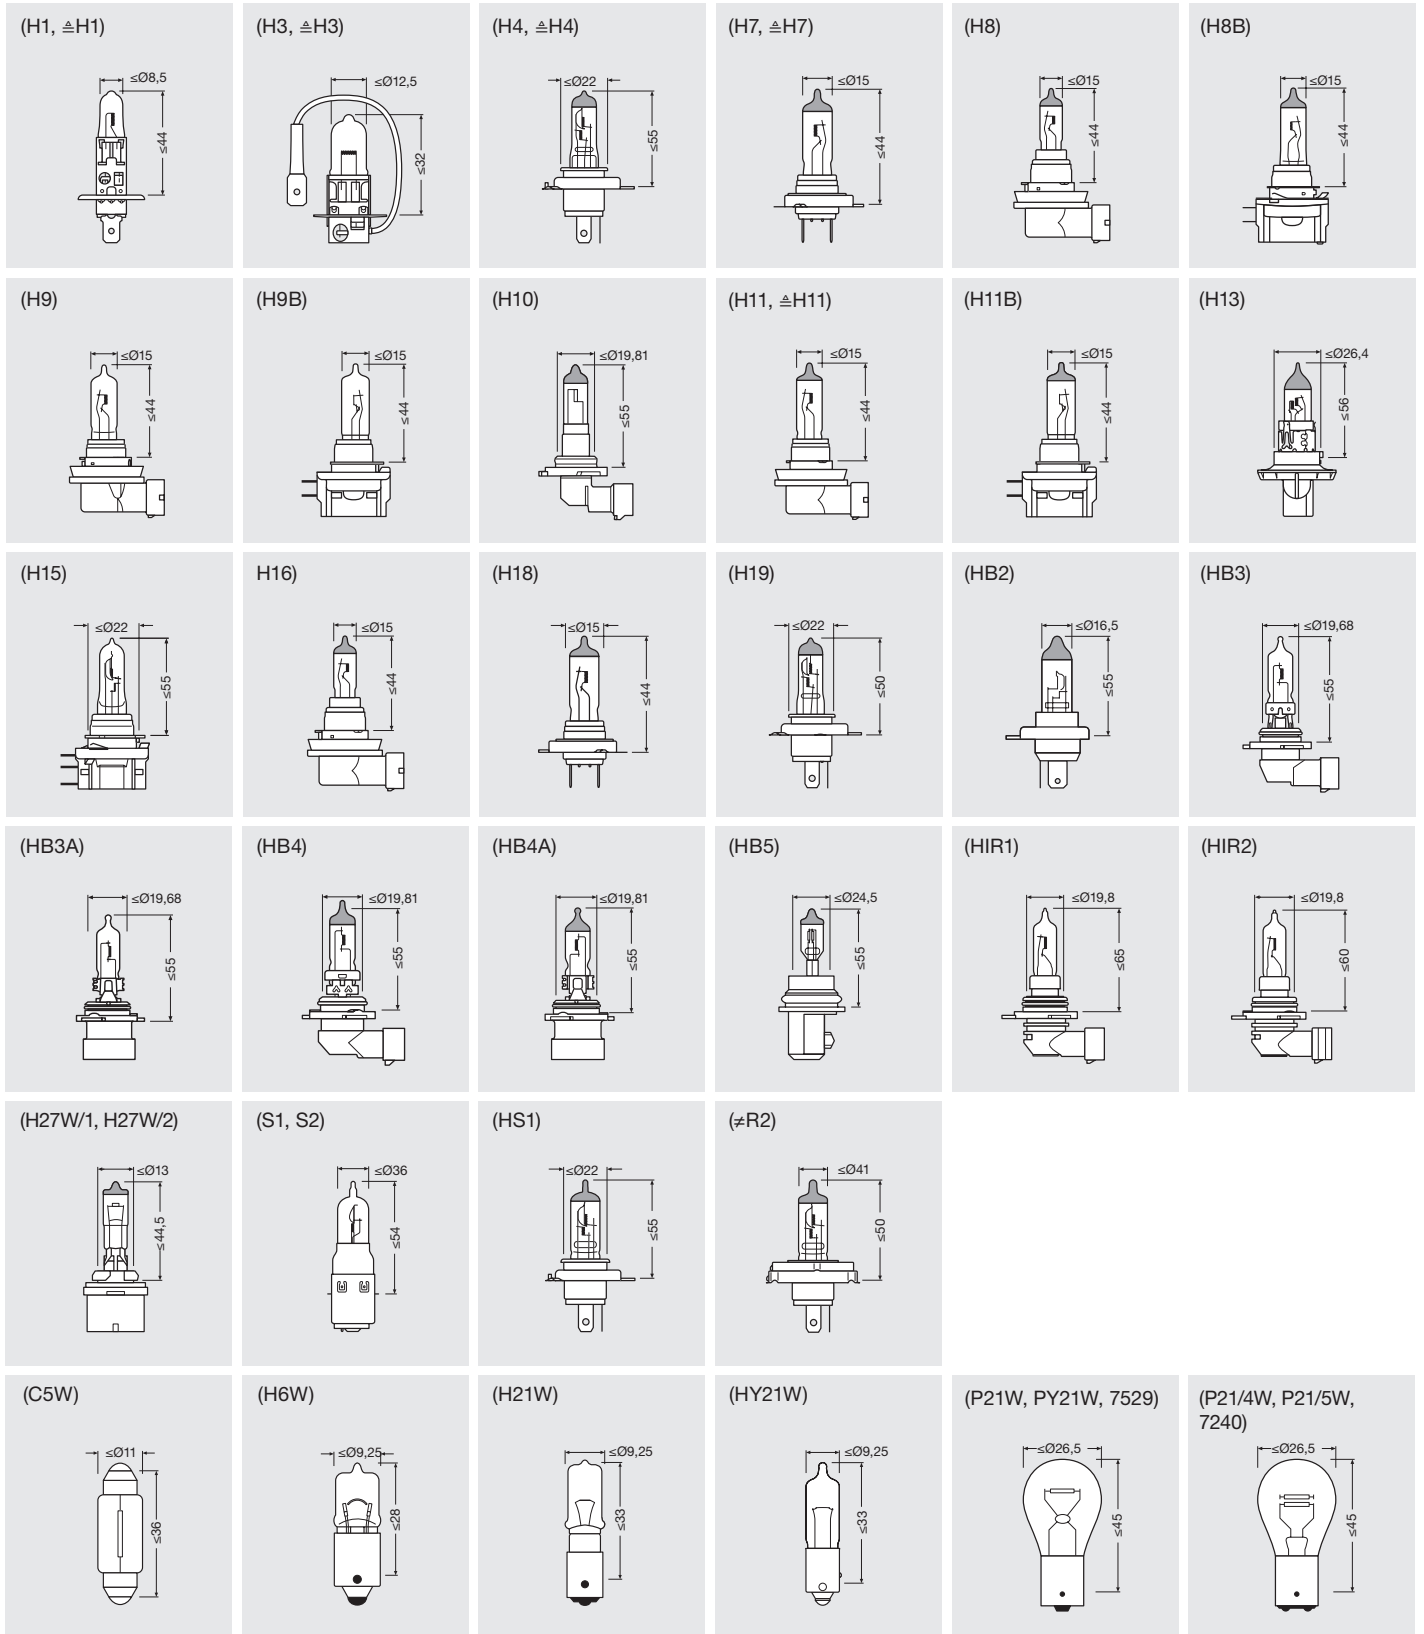 (H1, ≙H1)
≤Ø8,5
≤44
(H3, ≙H3)
≤Ø12,5
≤32
(H4, ≙H4)
≤Ø22
≤55
(H7, ≙H7)
≤Ø15
≤44
(H8)
≤Ø15
≤44
(H8B)
≤Ø15
≤44
(H9)
≤Ø15
≤44
(H9B)
≤Ø15
≤44
(H10)
≤Ø19,81
≤55
(H11, ≙H11)
≤Ø15
≤44
(H11B)
≤Ø15
≤44
(H13)
≤Ø26,4
≤56
(H15)
≤Ø22
≤55
H16)
≤Ø15
≤44
(H18)
≤Ø15
≤44
(H19)
≤Ø22
≤50
(HB2)
≤Ø16,5
≤55
(HB3)
≤Ø19,68
≤55
(HB3A)
≤Ø19,68
≤55
(HB4)
≤Ø19,81
≤55
(HB4A)
≤Ø19,81
≤55
(HB5)
≤Ø24,5
≤55
(HIR1)
≤Ø19,8
≤65
(HIR2)
≤Ø19,8
≤60
(H27W/1, H27W/2)
≤Ø13
≤44,5
(S1, S2)
≤Ø36
≤54
(HS1)
≤Ø22
≤55
(≠R2)
≤Ø41
≤50
(C5W)
≤Ø11
≤36
(H6W)
≤Ø9,25
≤28
(H21W)
≤Ø9,25
≤33
(HY21W)
≤Ø9,25
≤33
(P21W, PY21W, 7529)
≤Ø26,5
≤45
(P21/4W, P21/5W,
7240)
≤Ø26,5
≤45